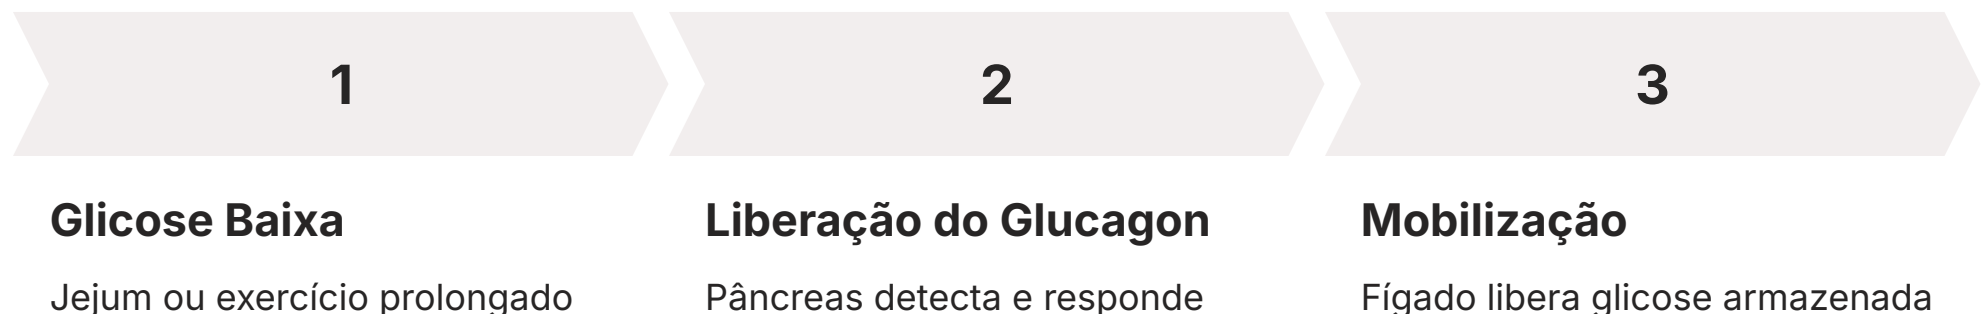 1
2
3
Glicose Baixa
Liberação do Glucagon
Mobilização
Jejum ou exercício prolongado
Pâncreas detecta e responde
Fígado libera glicose armazenada